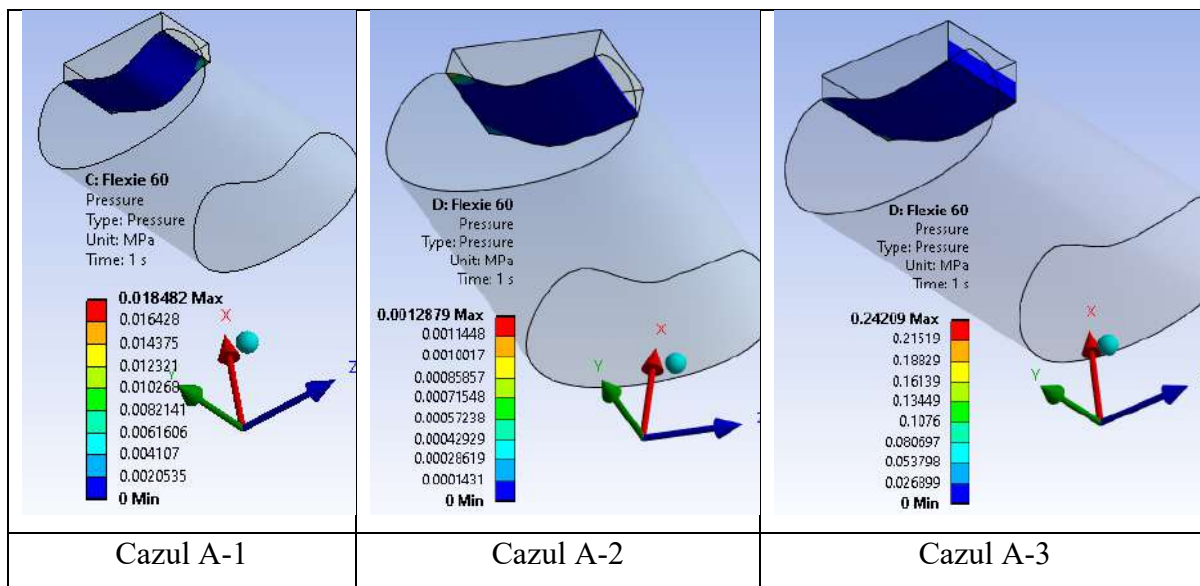 C: Flexie 60
Pressure
Type: Pressure
Unit: MPa
Time: 1 s
0.018482 Max
0.016428
0.014375
0.012321
0.010268
0.0082141
0.0061606
0.004107
0.0020535
0 Min
X
Y
Z
Cazul A-1
D: Flexie 60
Pressure
Type: Pressure
Unit: MPa
Time: 1 s
0.0012879 Max
0.0011448
0.0010017
0.00085857
0.00071548
0.00057238
0.00042929
0.00028619
0.0001431
0 Min
X
Y
Cazul A-2
D: Flexie 60
Pressure
Type: Pressure
Unit: MPa
Time: 1 s
0.24209 Max
0.21519
0.18829
0.16139
0.13449
0.1076
0.080697
0.053798
0.026899
0 Min
X
Y
Cazul A-3